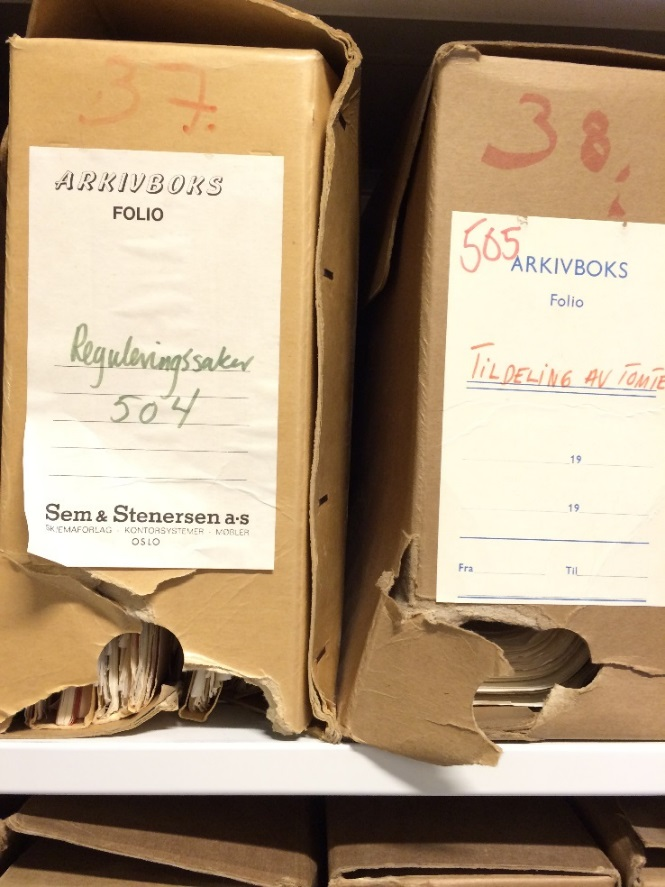 37.
ARKIVBOKS
FOLIO
Reguleringssaker
504
Sem & Stenersen a·s
SKJEMAFORLAG · KONTORSYSTEMER · MØBLER
OSLO
38.
505
ARKIVBOKS
Folio
TILDELING AV TOMTE
19
19
Fra Til